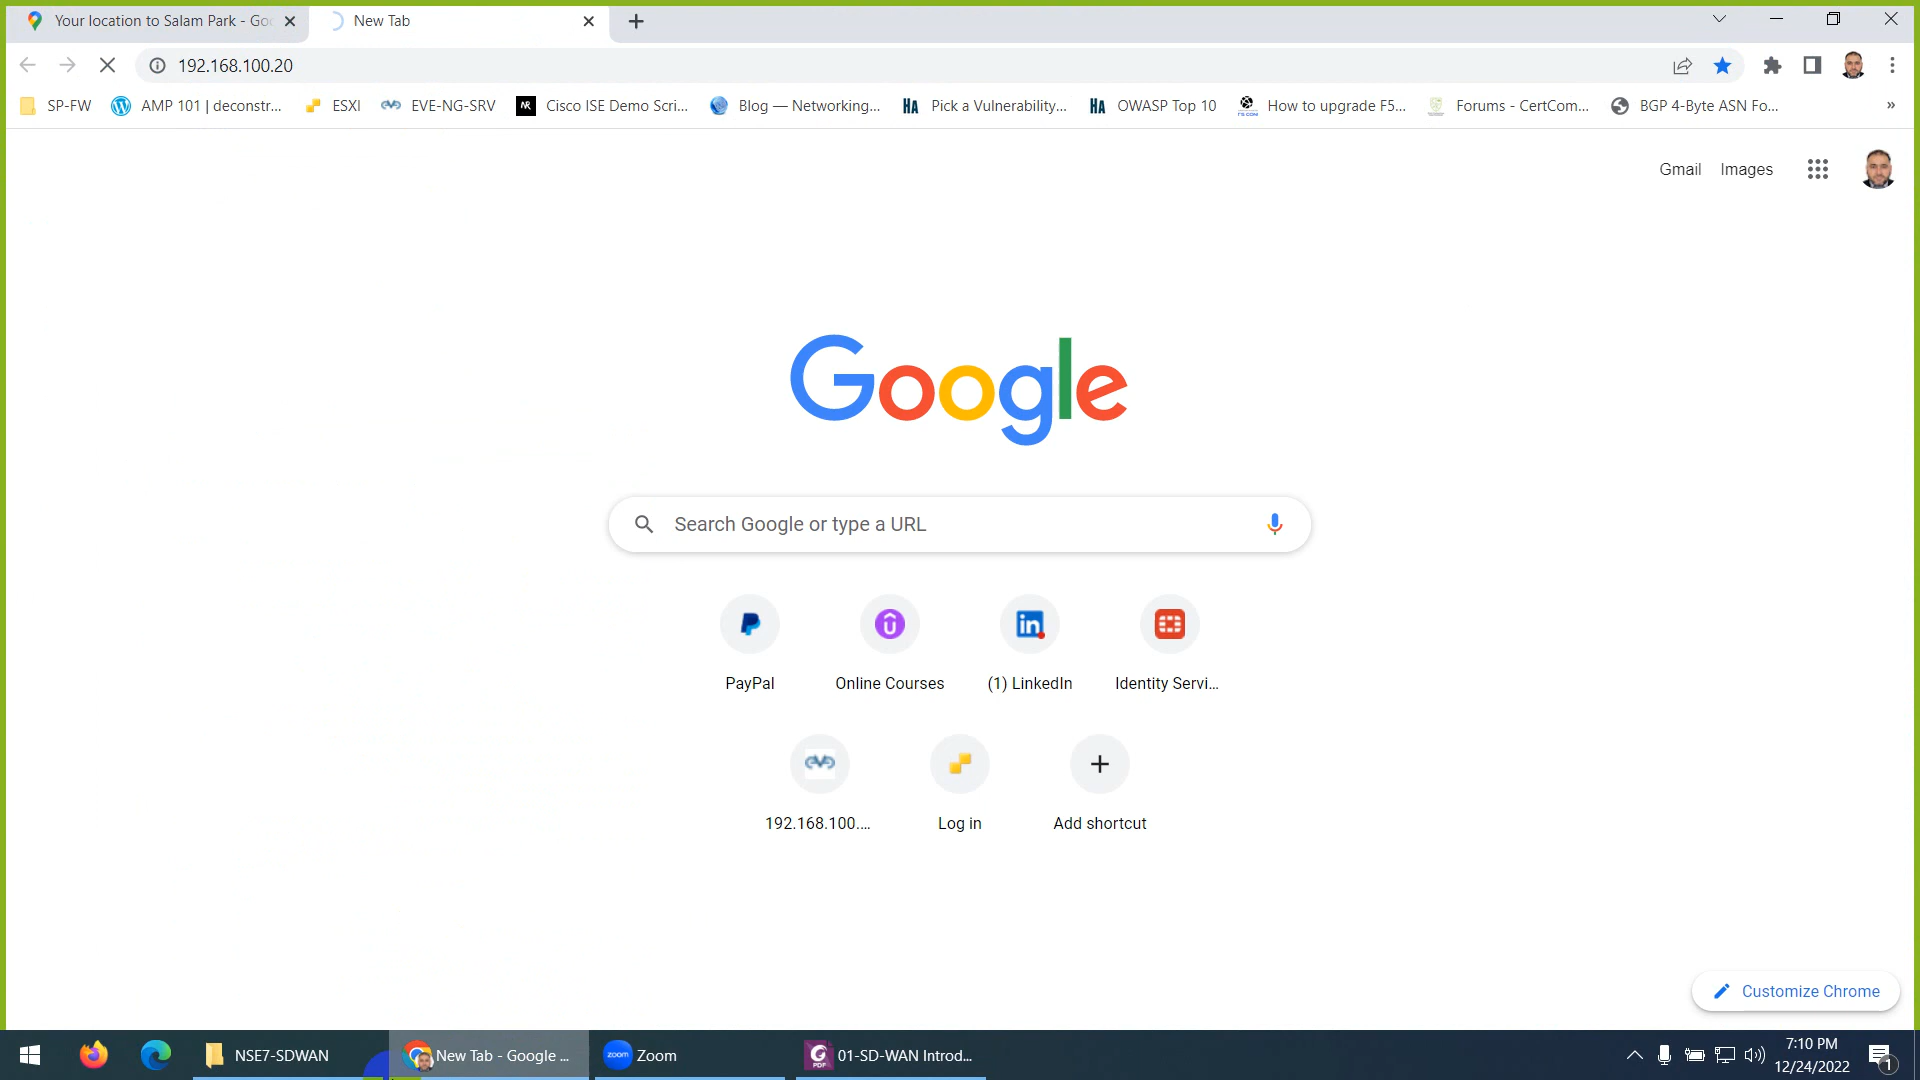 Your location to Salam Park - Goo
New Tab
192.168.100.20
SP-FW
AMP 101 | deconstr...
ESXI
EVE-NG-SRV
Cisco ISE Demo Scri...
Blog — Networking...
Pick a Vulnerability...
OWASP Top 10
How to upgrade F5...
Forums - CertCom...
BGP 4-Byte ASN Fo...
»
Gmail
Images
Google
Search Google or type a URL
PayPal
Online Courses
(1) LinkedIn
Identity Servi...
192.168.100....
Log in
Add shortcut
Customize Chrome
NSE7-SDWAN
New Tab - Google ...
zoom
Zoom
PDF
01-SD-WAN Introd...
7:10 PM
12/24/2022
1